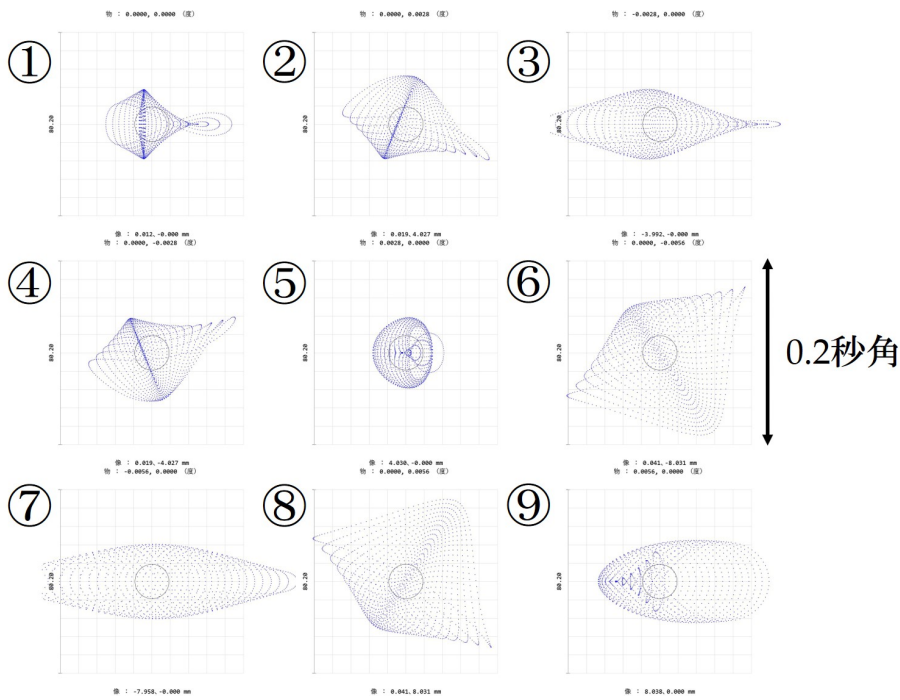 物 : 0.0000, 0.0000 (度)
物 : 0.0000, 0.0028 (度)
物 : -0.0028, 0.0000 (度)
①
②
③
80.20
80.20
80.20
像 : 0.012,-0.000 mm
像 : 0.019,4.027 mm
像 : -3.992,-0.000 mm
物 : 0.0000, -0.0028 (度)
物 : 0.0028, 0.0000 (度)
物 : 0.0000, -0.0056 (度)
④
⑤
⑥
80.20
80.20
80.20
0.2秒角
像 : 0.019,-4.027 mm
像 : 4.030,-0.000 mm
像 : 0.041,-8.031 mm
物 : -0.0056, 0.0000 (度)
物 : 0.0000, 0.0056 (度)
物 : 0.0056, 0.0000 (度)
⑦
⑧
⑨
80.20
80.20
80.20
像 : -7.958,-0.000 mm
像 : 0.041,8.031 mm
像 : 8.038,0.000 mm